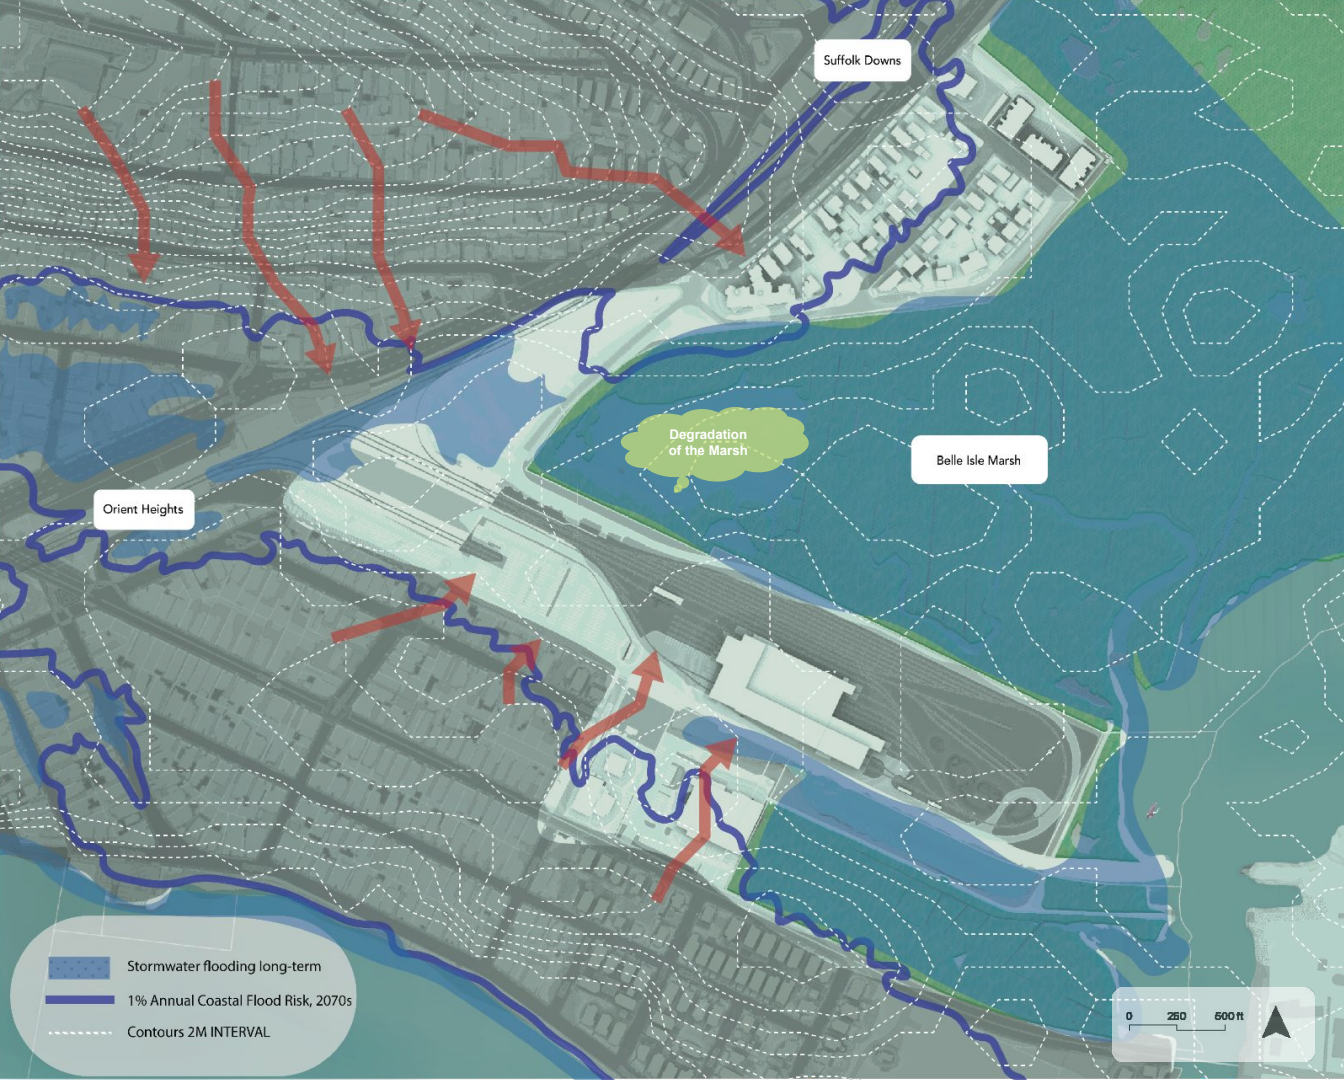 Suffolk Downs
Degradation
of the Marsh
Belle Isle Marsh
Orient Heights
Stormwater flooding long-term
1% Annual Coastal Flood Risk, 2070s
Contours 2M INTERVAL
0 250 500 ft